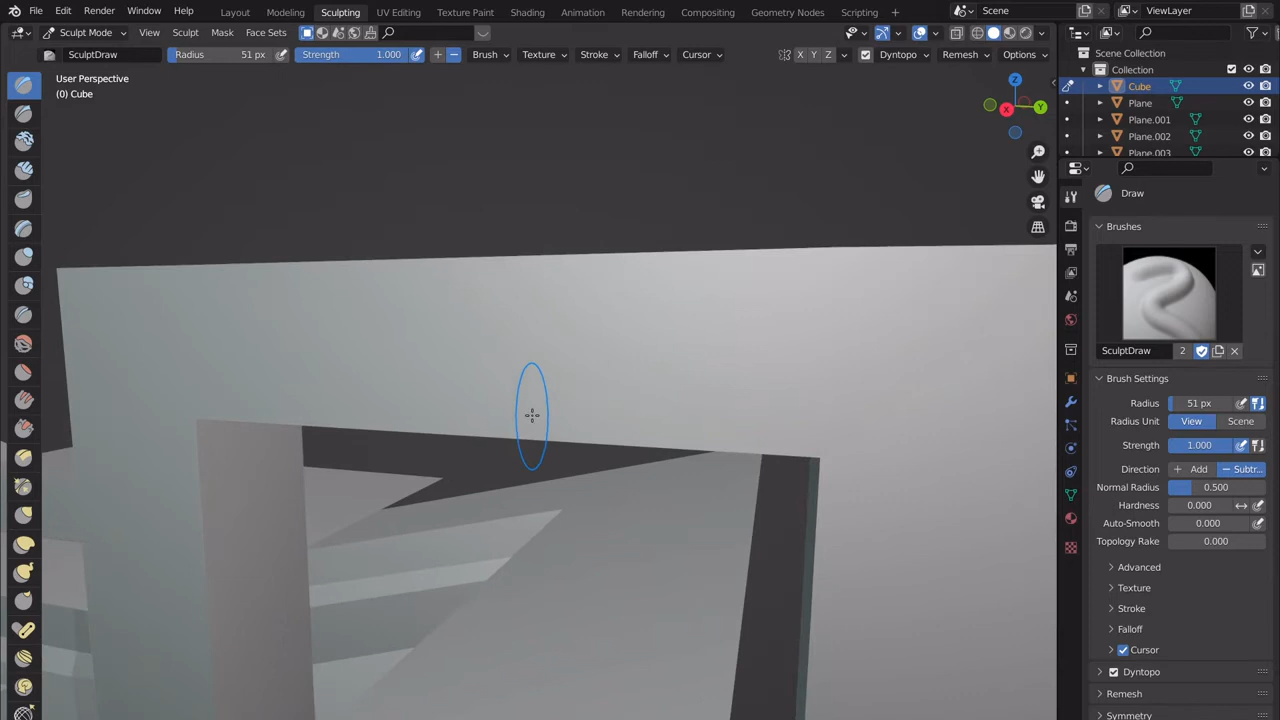 File Edit Render Window Help Layout Modeling Sculpting UV Editing Texture Paint Shading Animation Rendering Compositing Geometry Nodes Scripting Scene ViewLayer
Sculpt Mode View Sculpt Mask Face Sets
SculptDraw Radius 51 px Strength 1.000 Brush Texture Stroke Falloff Cursor X Y Z Dyntopo Remesh Options
User Perspective
(0) Cube
Z
X
Y
Scene Collection
Collection
Cube
Plane
Plane.001
Plane.002
Plane.003
Draw
Brushes
SculptDraw 2
Brush Settings
Radius 51 px
Radius Unit View Scene
Strength 1.000
Direction Add Subtr...
Normal Radius 0.500
Hardness 0.000
Auto-Smooth 0.000
Topology Rake 0.000
Advanced
Texture
Stroke
Falloff
Cursor
Dyntopo
Remesh
Symmetry